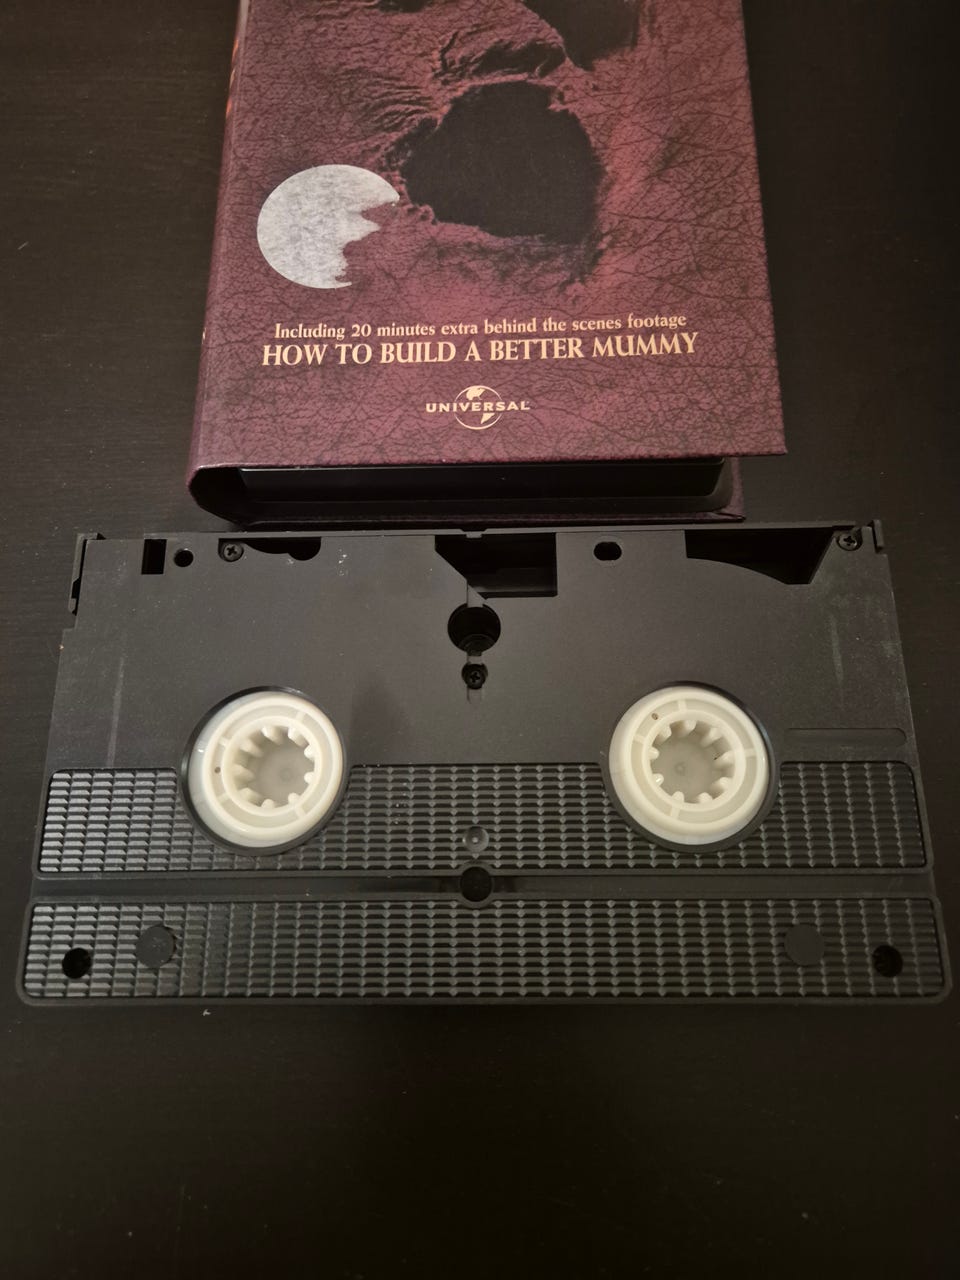 Including 20 minutes extra behind the scenes footage
HOW TO BUILD A BETTER MUMMY
UNIVERSAL